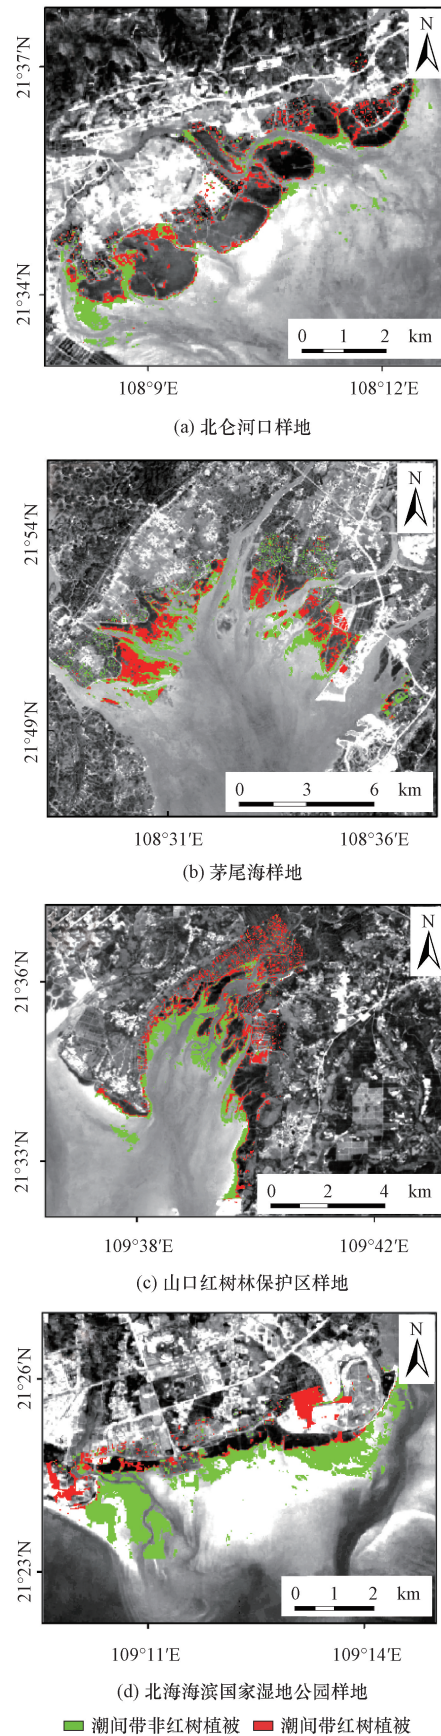 N
21°37′N
21°34′N
0 1 2 km
108°9′E 108°12′E
(a) 北仑河口样地
N
21°54′N
21°49′N
0 3 6 km
108°31′E 108°36′E
(b) 茅尾海样地
N
21°36′N
21°33′N
0 2 4 km
109°38′E 109°42′E
(c) 山口红树林保护区样地
N
21°26′N
21°23′N
0 1 2 km
109°11′E 109°14′E
(d) 北海海滨国家湿地公园样地
潮间带非红树植被 潮间带红树植被